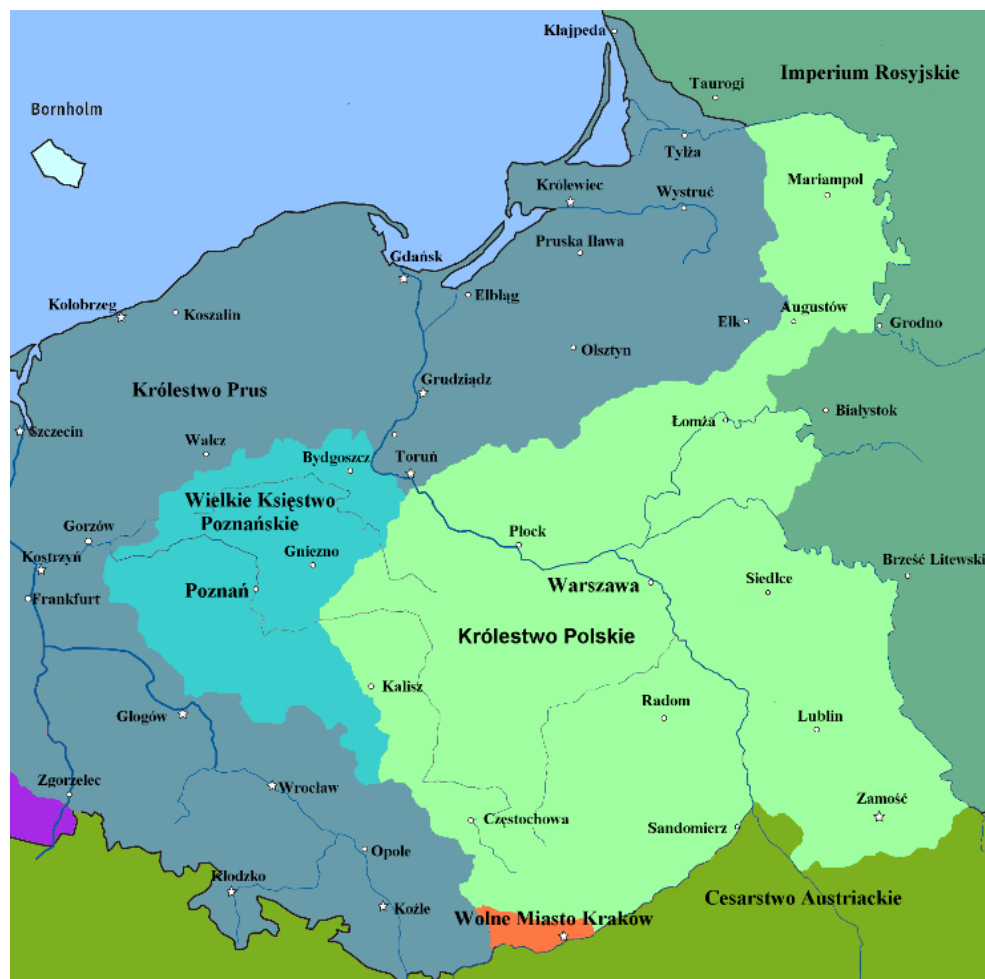 Kłajpeda
Imperium Rosyjskie
Taurogi
Bornholm
Tylża
Mariampol
Królewiec
Wystruć
Pruska Iława
Gdańsk
Elbląg
Kołobrzeg
Koszalin
Ełk
Augustów
Grodno
Olsztyn
Królestwo Prus
Grudziądz
Łomża
Białystok
Szczecin
Wałcz
Bydgoszcz
Toruń
Wielkie Księstwo
Poznańskie
Gorzów
Płock
Gniezno
Kostrzyń
Brześć Litewski
Poznań
Warszawa
Siedlce
Frankfurt
Królestwo Polskie
Kalisz
Radom
Głogów
Lublin
Zgorzelec
Wrocław
Zamość
Częstochowa
Sandomierz
Opole
Kłodzko
Cesarstwo Austriackie
Koźle
Wolne Miasto Kraków